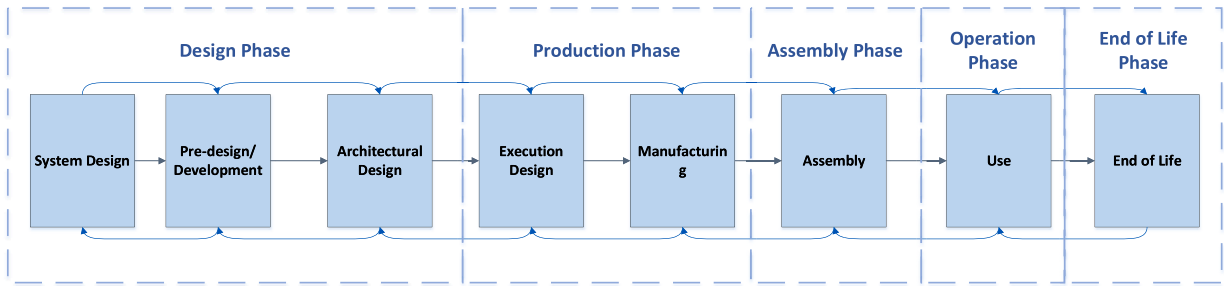 Design Phase
Production Phase
Assembly Phase
Operation
Phase
End of Life
Phase
System Design
Pre-design/
Development
Architectural
Design
Execution
Design
Manufacturin
g
Assembly
Use
End of Life